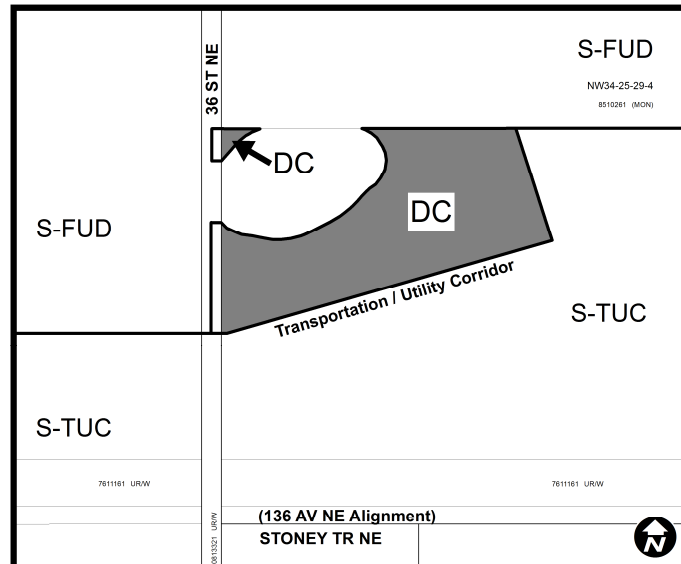 36 ST NE
S-FUD
NW34-25-29-4
8510261 (MON)
DC
DC
S-FUD
Transportation / Utility Corridor
S-TUC
S-TUC
7611161 UR/W
7611161 UR/W
(136 AV NE Alignment)
STONEY TR NE
0813321 UR/W
N